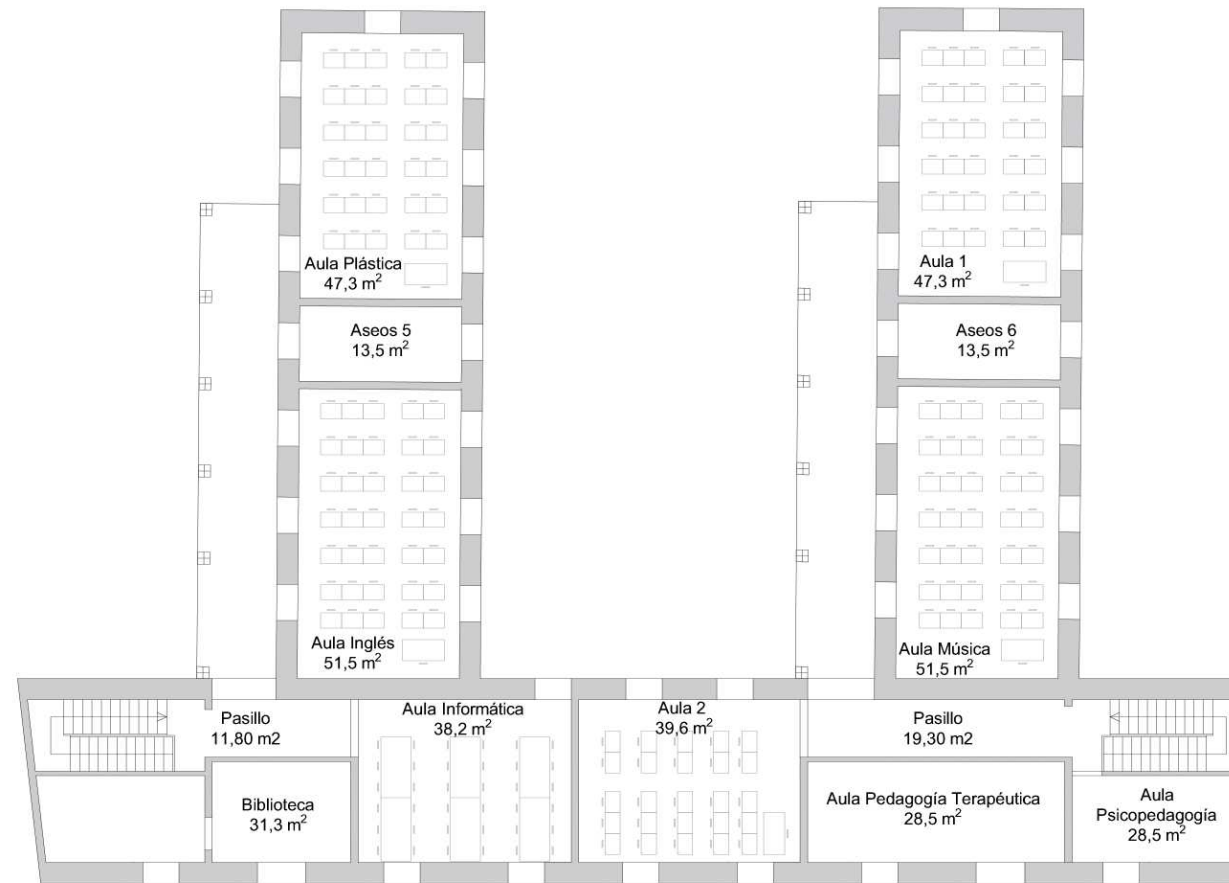 Aula Plástica
47,3 m²
Aula 1
47,3 m²
Aseos 5
13,5 m²
Aseos 6
13,5 m²
Aula Inglés
51,5 m²
Aula Música
51,5 m²
Pasillo
11,80 m2
Aula Informática
38,2 m²
Aula 2
39,6 m²
Pasillo
19,30 m2
Biblioteca
31,3 m²
Aula Pedagogía Terapéutica
28,5 m²
Aula
Psicopedagogía
28,5 m²